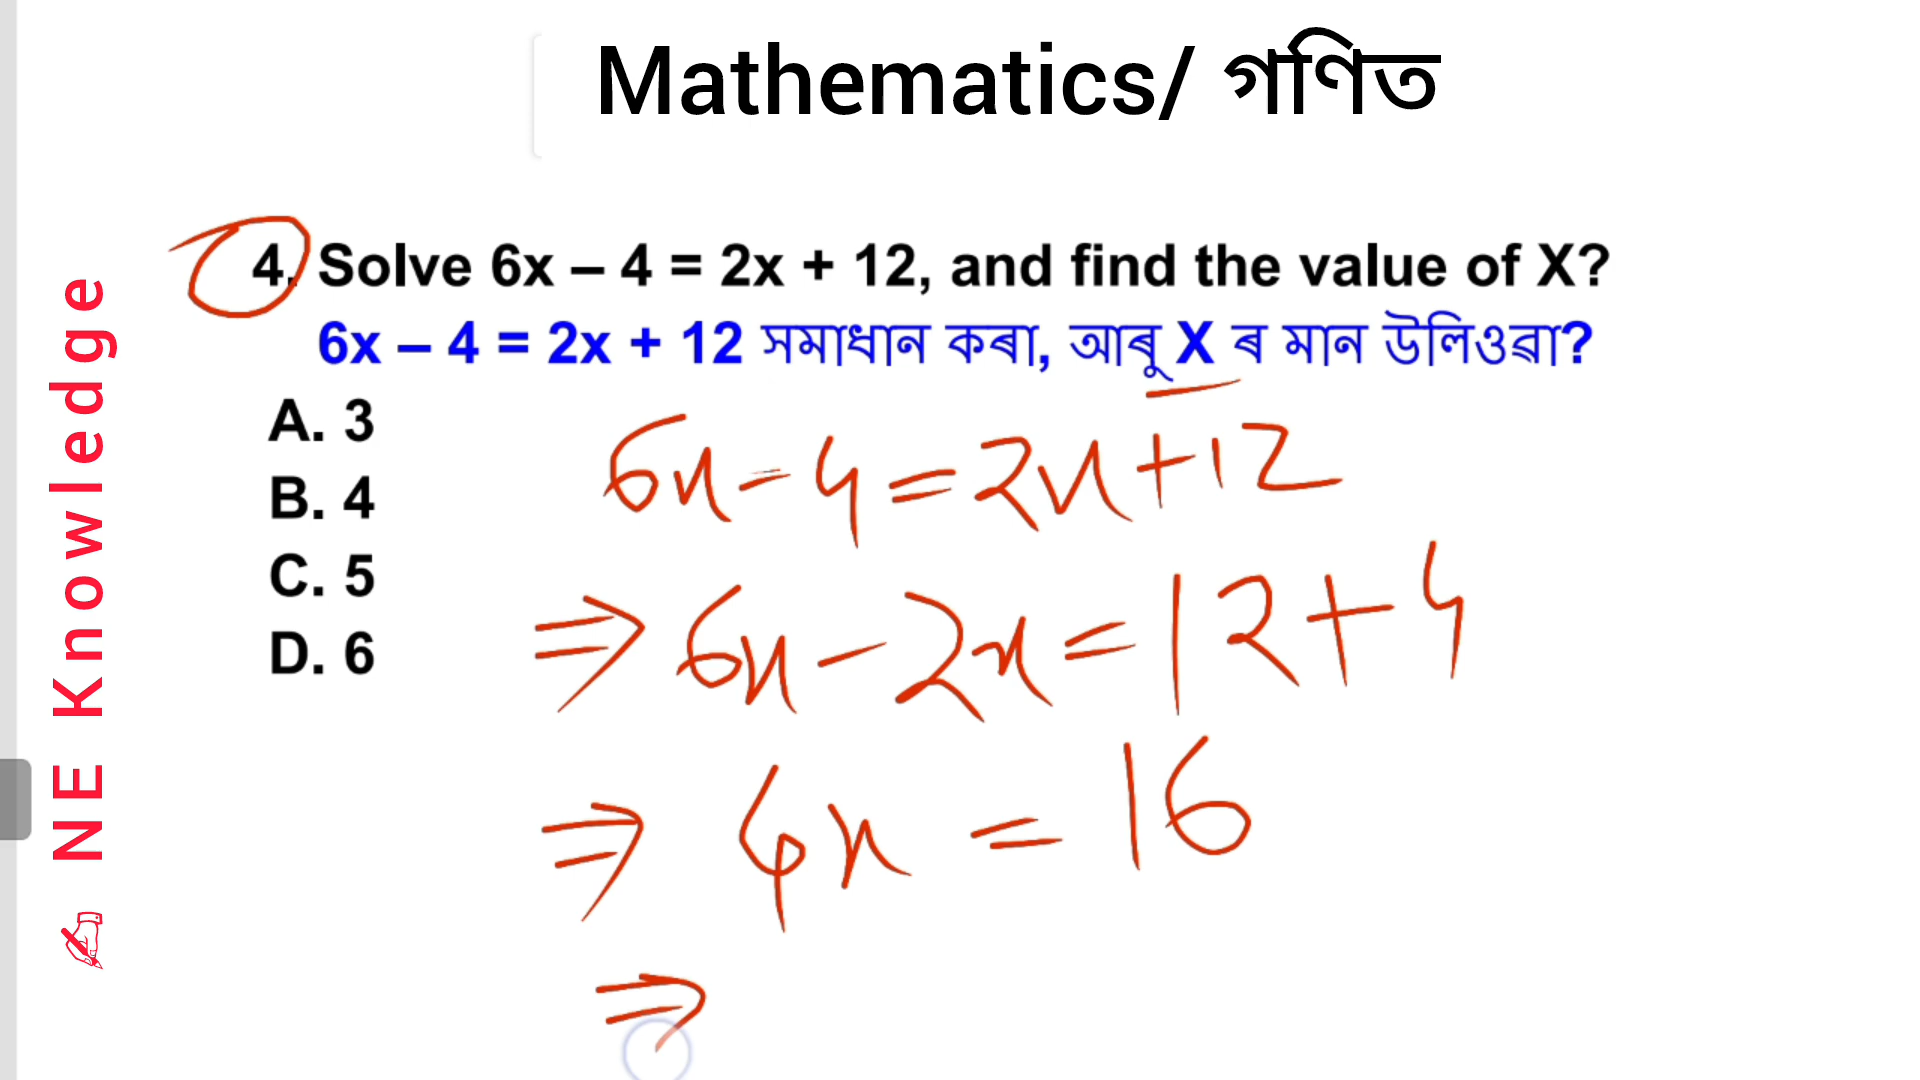 Mathematics/ গণিত
4. Solve 6x – 4 = 2x + 12, and find the value of X?
6x – 4 = 2x + 12 সমাধান কৰা, আৰু X ৰ মান উলিওৱা?
A. 3
B. 4
C. 5
D. 6
6x - 4 = 2x + 12
⇒ 6x - 2x = 12 + 4
⇒ 4x = 16
⇒
✍ NE Knowledge